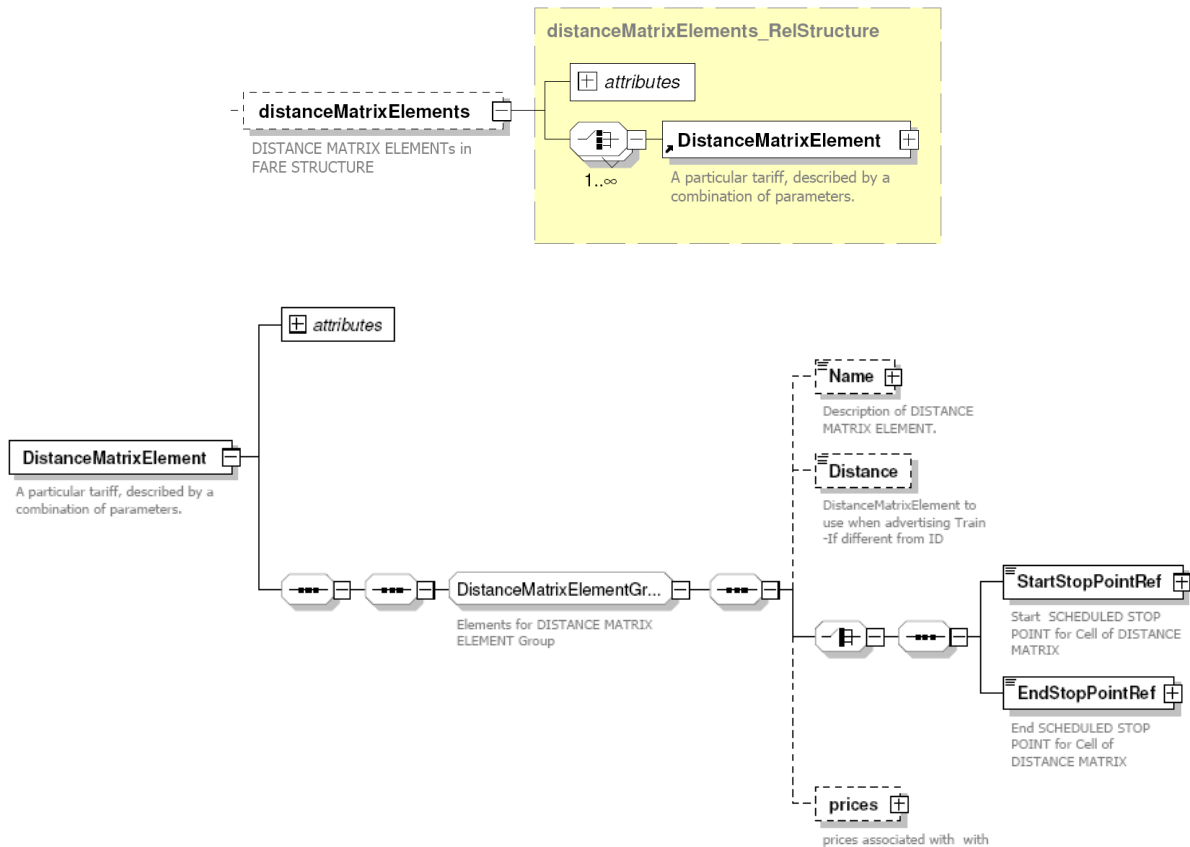 distanceMatrixElements_RelStructure
attributes
distanceMatrixElements
DISTANCE MATRIX ELEMENTs in
FARE STRUCTURE
DistanceMatrixElement
1..∞
A particular tariff, described by a
combination of parameters.
attributes
DistanceMatrixElement
A particular tariff, described by a
combination of parameters.
DistanceMatrixElementGr...
Elements for DISTANCE MATRIX
ELEMENT Group
Name
Description of DISTANCE
MATRIX ELEMENT.
Distance
DistanceMatrixElement to
use when advertising Train
-If different from ID
StartStopPointRef
Start SCHEDULED STOP
POINT for Cell of DISTANCE
MATRIX
EndStopPointRef
End SCHEDULED STOP
POINT for Cell of
DISTANCE MATRIX
prices
prices associated with with